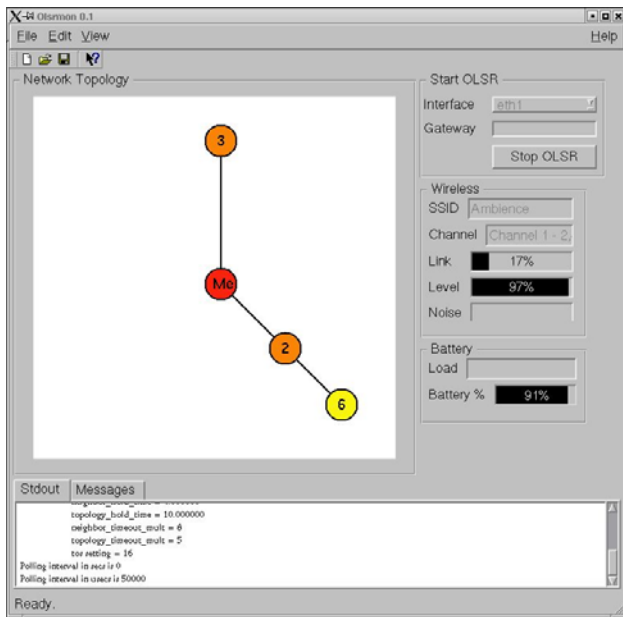 Olsrmon 0.1
File Edit View Help
Network Topology
3
Me
2
6
Start OLSR
Interface eth1
Gateway
Stop OLSR
Wireless
SSID Ambience
Channel Channel 1 - 2.
Link 17%
Level 97%
Noise
Battery
Load
Battery % 91%
Stdout Messages
topology_hold_time = 10.000000
neighbor_timeout_mult = 6
topology_timeout_mult = 5
tos setting = 16
Polling interval in secs is 0
Polling interval in usecs is 50000
Ready.